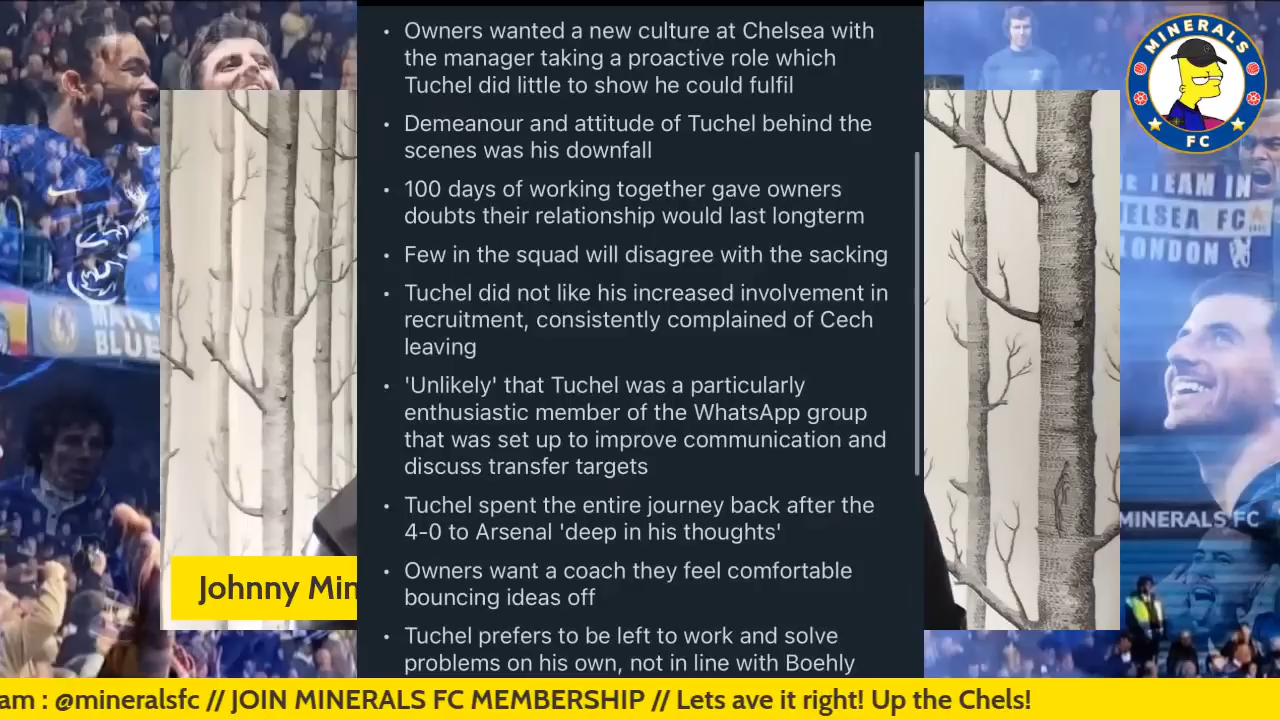 Owners wanted a new culture at Chelsea with
the manager taking a proactive role which
Tuchel did little to show he could fulfil
Demeanour and attitude of Tuchel behind the
scenes was his downfall
100 days of working together gave owners
doubts their relationship would last longterm
Few in the squad will disagree with the sacking
Tuchel did not like his increased involvement in
recruitment, consistently complained of Cech
leaving
'Unlikely' that Tuchel was a particularly
enthusiastic member of the WhatsApp group
that was set up to improve communication and
discuss transfer targets
Tuchel spent the entire journey back after the
4-0 to Arsenal 'deep in his thoughts'
Owners want a coach they feel comfortable
bouncing ideas off
Tuchel prefers to be left to work and solve
problems on his own, not in line with Boehly
MINERALS
FC
TEAM IN
ELSEA FC
LONDON
BLUE
MINERALS FC
Johnny Min
am : @mineralsfc // JOIN MINERALS FC MEMBERSHIP // Lets ave it right! Up the Chels!